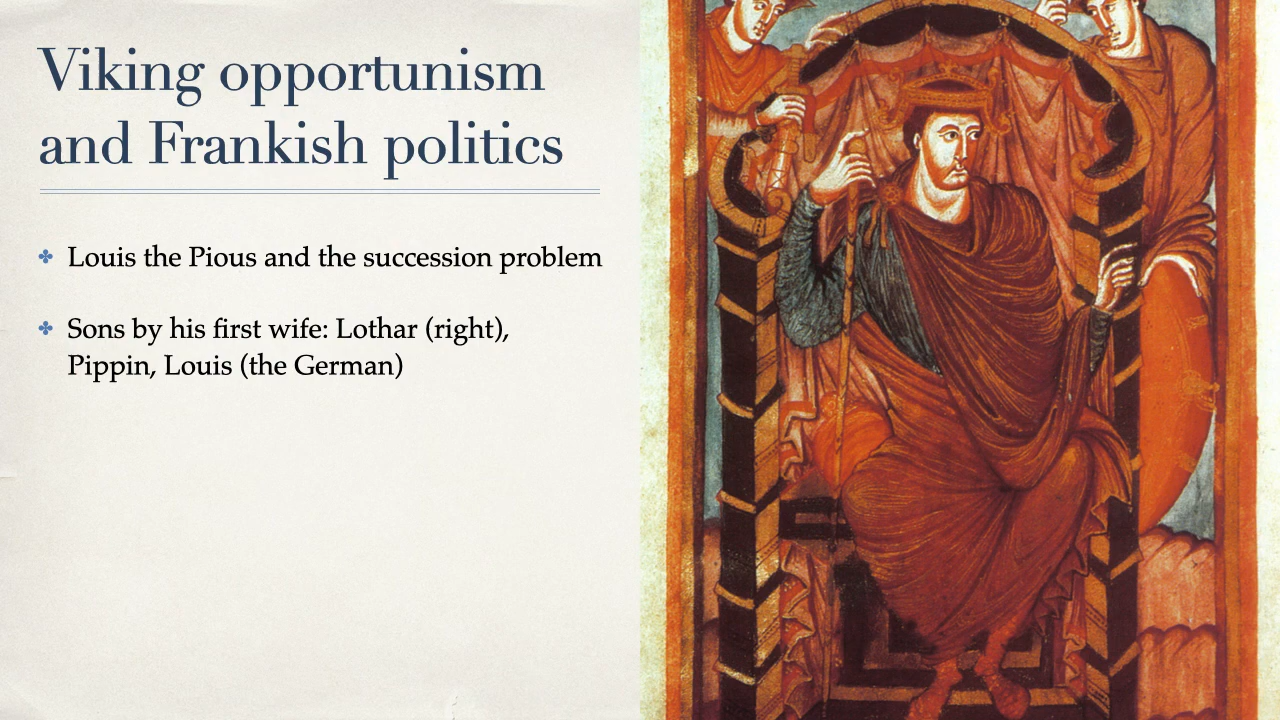 Viking opportunism
and Frankish politics
Louis the Pious and the succession problem
Sons by his first wife: Lothar (right),
Pippin, Louis (the German)